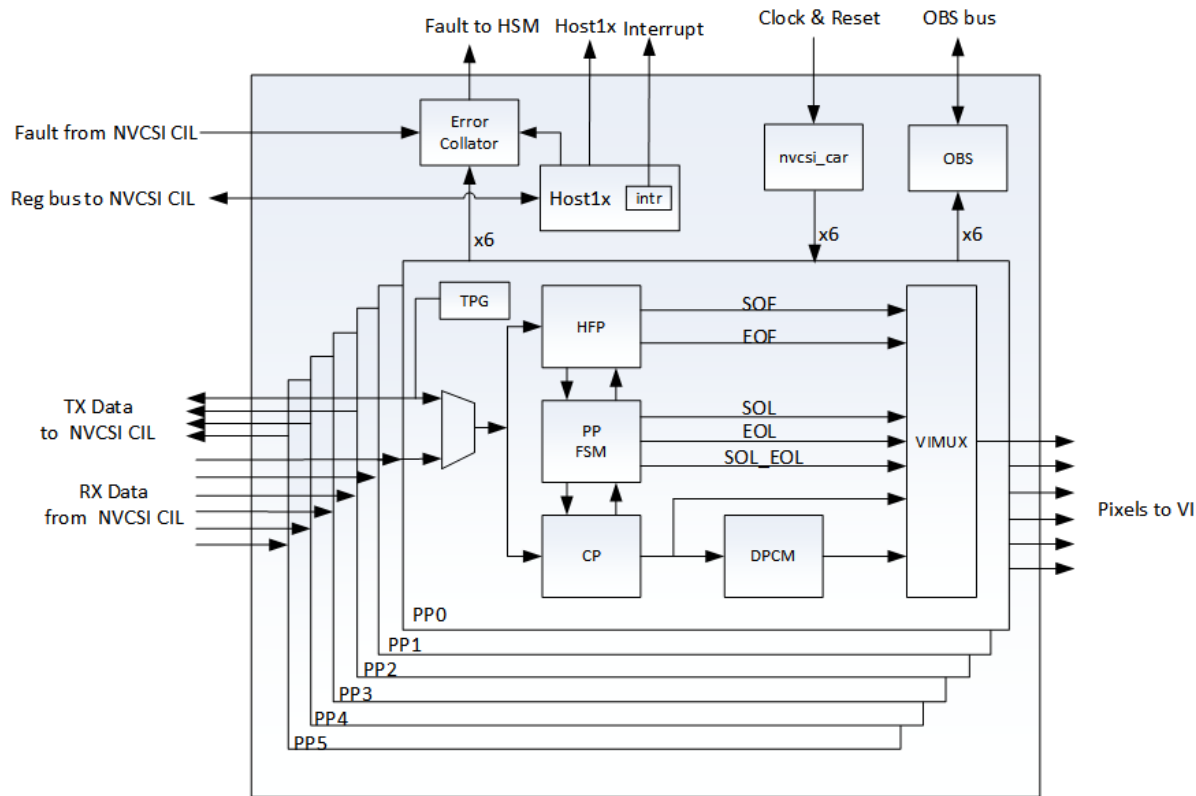 Clock & Reset
OBS bus
Fault to HSM
Host1x
Interrupt
Fault from NVCSI CIL
Error
Collator
nvcsi_car
OBS
Reg bus to NVCSI CIL
Host1x
intr
x6
x6
x6
TPG
HFP
SOF
EOF
TX Data
to NVCSI CIL
PP
FSM
SOL
EOL
SOL_EOL
VIMUX
RX Data
from NVCSI CIL
Pixels to VI
CP
DPCM
PP0
PP1
PP2
PP3
PP4
PP5